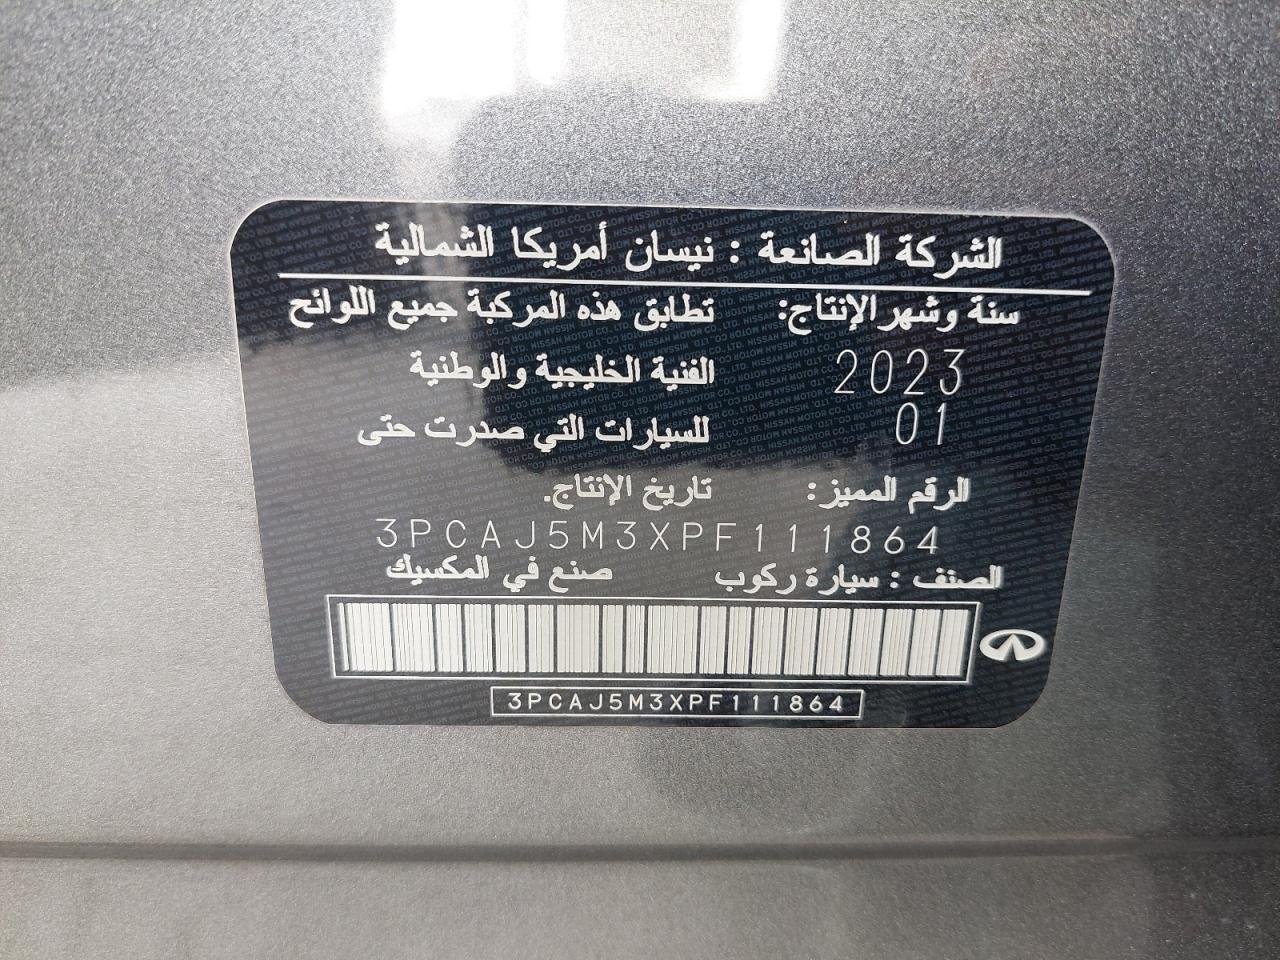 الشركة الصانعة : نيسان أمريكا الشمالية
سنة وشهر الإنتاج: تطابق هذه المركبة جميع اللوائح
2023 الفنية الخليجية والوطنية
01 للسيارات التي صدرت حتى
الرقم المميز: تاريخ الإنتاج.
3PCAJ5M3XPF111864
الصنف : سيارة ركوب صنع في المكسيك
3PCAJ5M3XPF111864